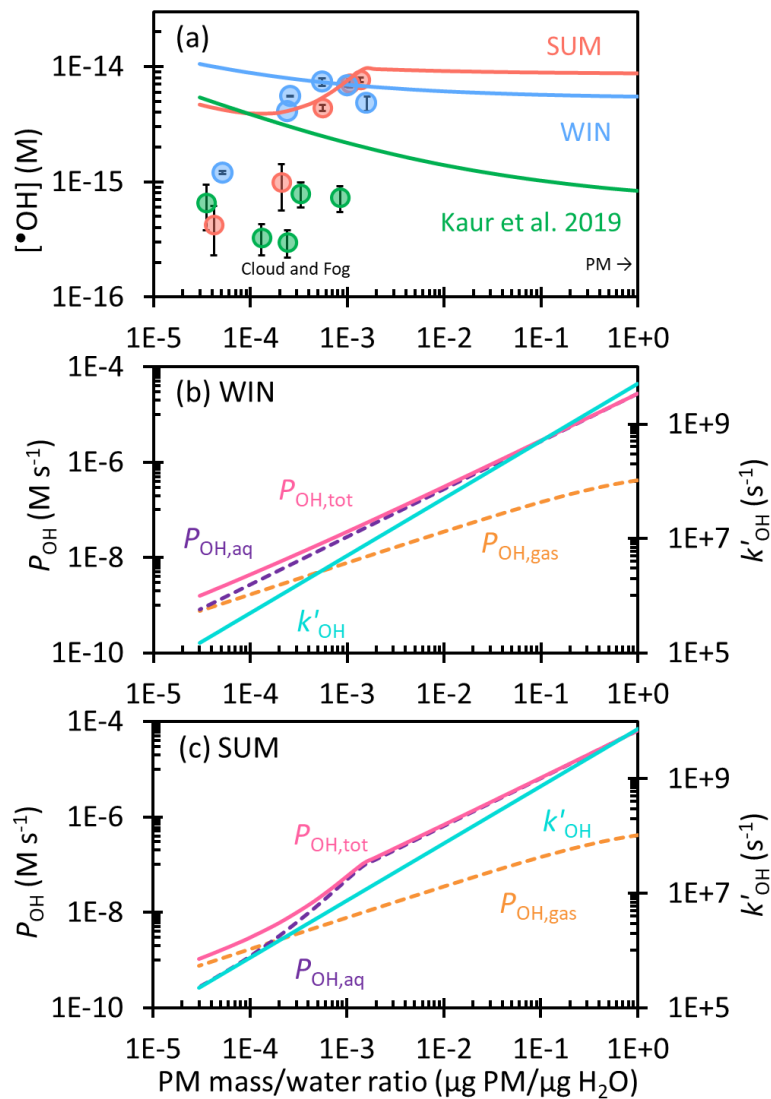 (a)
SUM
WIN
Kaur et al. 2019
Cloud and Fog
PM →
[•OH] (M)
1E-14
1E-15
1E-16
1E-5 1E-4 1E-3 1E-2 1E-1 1E+0
(b) WIN
P_OH,tot
P_OH,aq
P_OH,gas
k′_OH
P_OH (M s⁻¹)
1E-4
1E-6
1E-8
1E-10
k′_OH (s⁻¹)
1E+9
1E+7
1E+5
1E-5 1E-4 1E-3 1E-2 1E-1 1E+0
(c) SUM
P_OH,tot
k′_OH
P_OH,gas
P_OH,aq
P_OH (M s⁻¹)
1E-4
1E-6
1E-8
1E-10
k′_OH (s⁻¹)
1E+9
1E+7
1E+5
1E-5 1E-4 1E-3 1E-2 1E-1 1E+0
PM mass/water ratio (μg PM/μg H₂O)